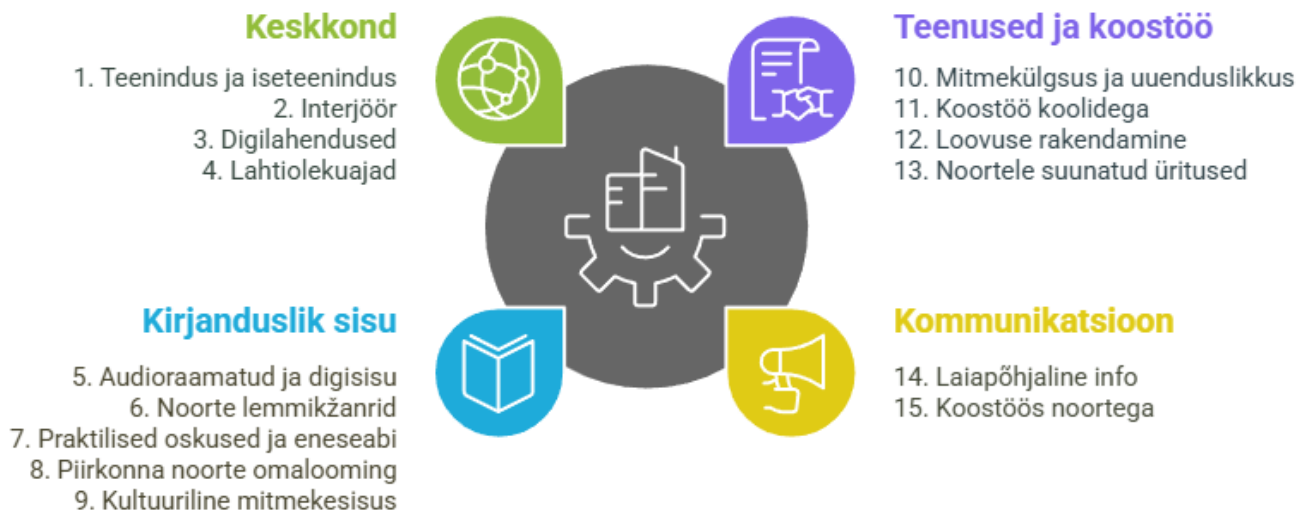 Keskkond
1. Teenindus ja iseteenindus
2. Interjöör
3. Digilahendused
4. Lahtiolekuajad
Teenused ja koostöö
10. Mitmekülgsus ja uuenduslikkus
11. Koostöö koolidega
12. Loovuse rakendamine
13. Noortele suunatud üritused
Kirjanduslik sisu
5. Audioraamatud ja digisisu
6. Noorte lemmikžanrid
7. Praktilised oskused ja eneseabi
8. Piirkonna noorte omalooming
9. Kultuuriline mitmekesisus
Kommunikatsioon
14. Laiapõhjaline info
15. Koostöös noortega